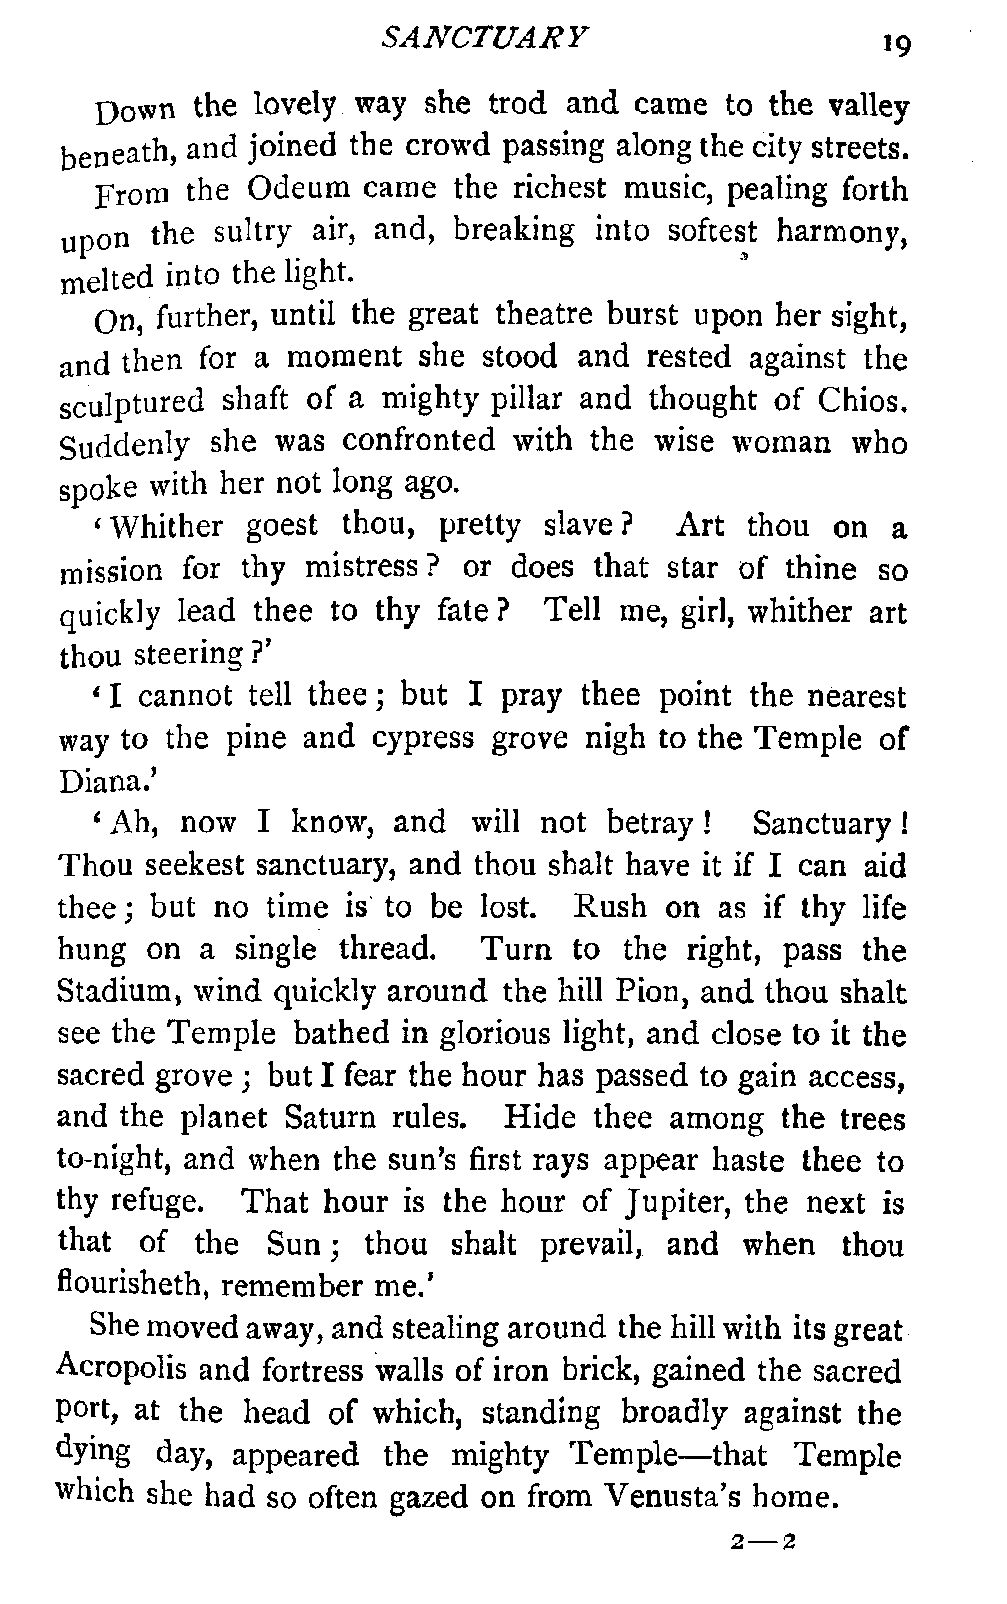 SANCTUARY 19
Down the lovely way she trod and came to the valley
beneath, and joined the crowd passing along the city streets.
From the Odeum came the richest music, pealing forth
upon the sultry air, and, breaking into softest harmony,
melted into the light.
On, further, until the great theatre burst upon her sight,
and then for a moment she stood and rested against the
sculptured shaft of a mighty pillar and thought of Chios.
Suddenly she was confronted with the wise woman who
spoke with her not long ago.
‘Whither goest thou, pretty slave? Art thou on a
mission for thy mistress? or does that star of thine so
quickly lead thee to thy fate? Tell me, girl, whither art
thou steering?’
‘I cannot tell thee; but I pray thee point the nearest
way to the pine and cypress grove nigh to the Temple of
Diana.’
‘Ah, now I know, and will not betray! Sanctuary!
Thou seekest sanctuary, and thou shalt have it if I can aid
thee; but no time is to be lost. Rush on as if thy life
hung on a single thread. Turn to the right, pass the
Stadium, wind quickly around the hill Pion, and thou shalt
see the Temple bathed in glorious light, and close to it the
sacred grove; but I fear the hour has passed to gain access,
and the planet Saturn rules. Hide thee among the trees
to-night, and when the sun’s first rays appear haste thee to
thy refuge. That hour is the hour of Jupiter, the next is
that of the Sun; thou shalt prevail, and when thou
flourisheth, remember me.’
She moved away, and stealing around the hill with its great
Acropolis and fortress walls of iron brick, gained the sacred
port, at the head of which, standing broadly against the
dying day, appeared the mighty Temple—that Temple
which she had so often gazed on from Venusta’s home.
2—2